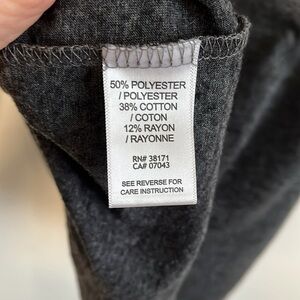 50% POLYESTER
/ POLYESTER
38% COTTON
/ COTON
12% RAYON
/ RAYONNE
RN# 38171
CA# 07043
SEE REVERSE FOR
CARE INSTRUCTION